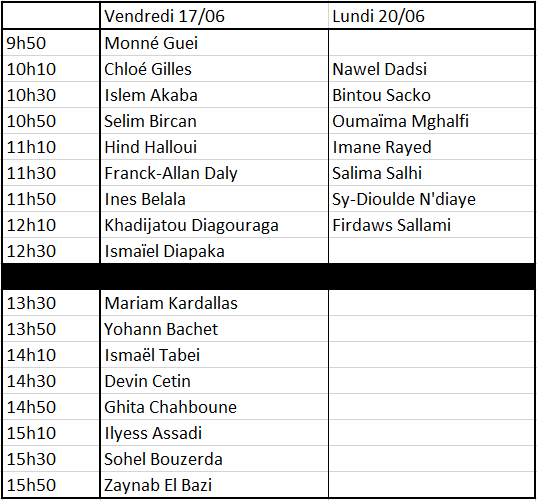 Vendredi 17/06 Lundi 20/06
9h50 Monné Guei
10h10 Chloé Gilles Nawel Dadsi
10h30 Islem Akaba Bintou Sacko
10h50 Selim Bircan Oumaïma Mghalfi
11h10 Hind Halloui Imane Rayed
11h30 Franck-Allan Daly Salima Salhi
11h50 Ines Belala Sy-Dioulde N'diaye
12h10 Khadijatou Diagouraga Firdaws Sallami
12h30 Ismaïel Diapaka
13h30 Mariam Kardallas
13h50 Yohann Bachet
14h10 Ismaël Tabei
14h30 Devin Cetin
14h50 Ghita Chahboune
15h10 Ilyess Assadi
15h30 Sohel Bouzerda
15h50 Zaynab El Bazi